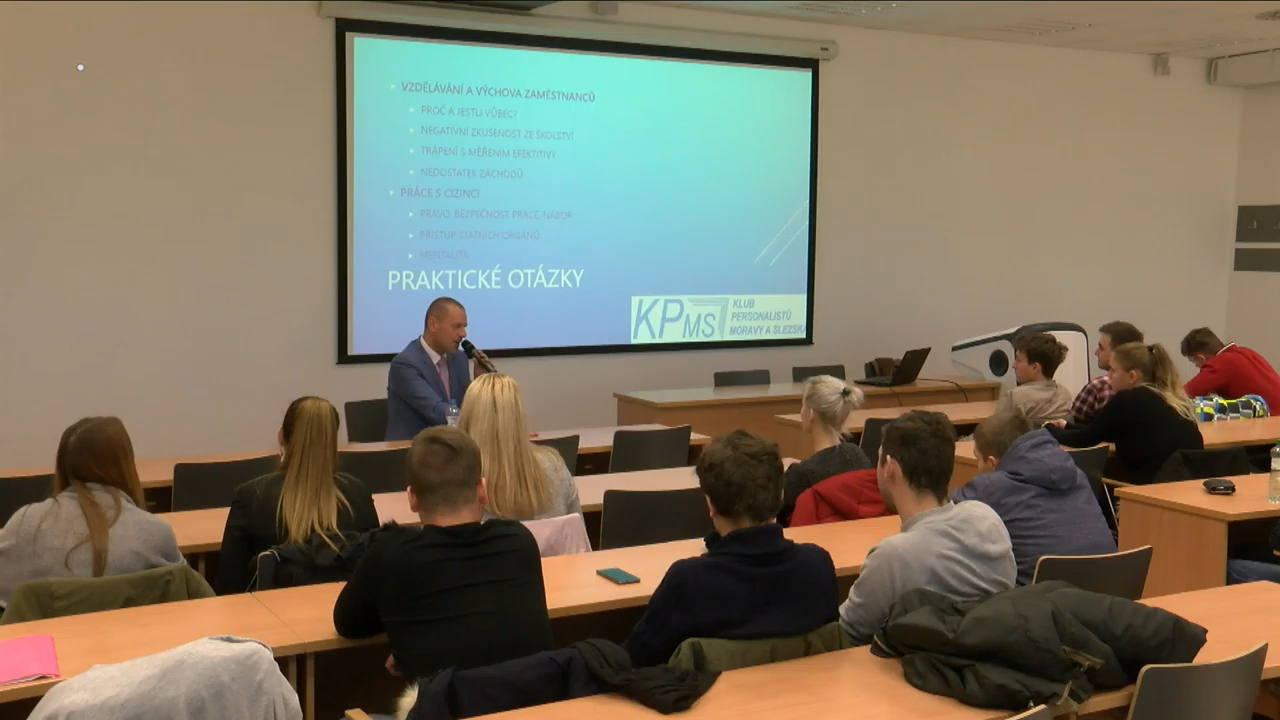 VZDĚLÁVÁNÍ A VÝCHOVA ZAMĚSTNANCŮ
PROČ A JESTLI VŮBEC?
NEGATIVNÍ ZKUŠENOST ZE ŠKOLSTVÍ
TRÁPENÍ S MĚŘENÍM EFEKTIVITY
NEDOSTATEK ZÁCHODŮ
PRÁCE S CIZINCI
PRÁVO, BEZPEČNOST PRÁCE, NÁBOR
PŘÍSTUP STÁTNÍCH ORGÁNŮ
MENTALITA
PRAKTICKÉ OTÁZKY
KPMS
KLUB
PERSONALISTŮ
MORAVY A SLEZSKA